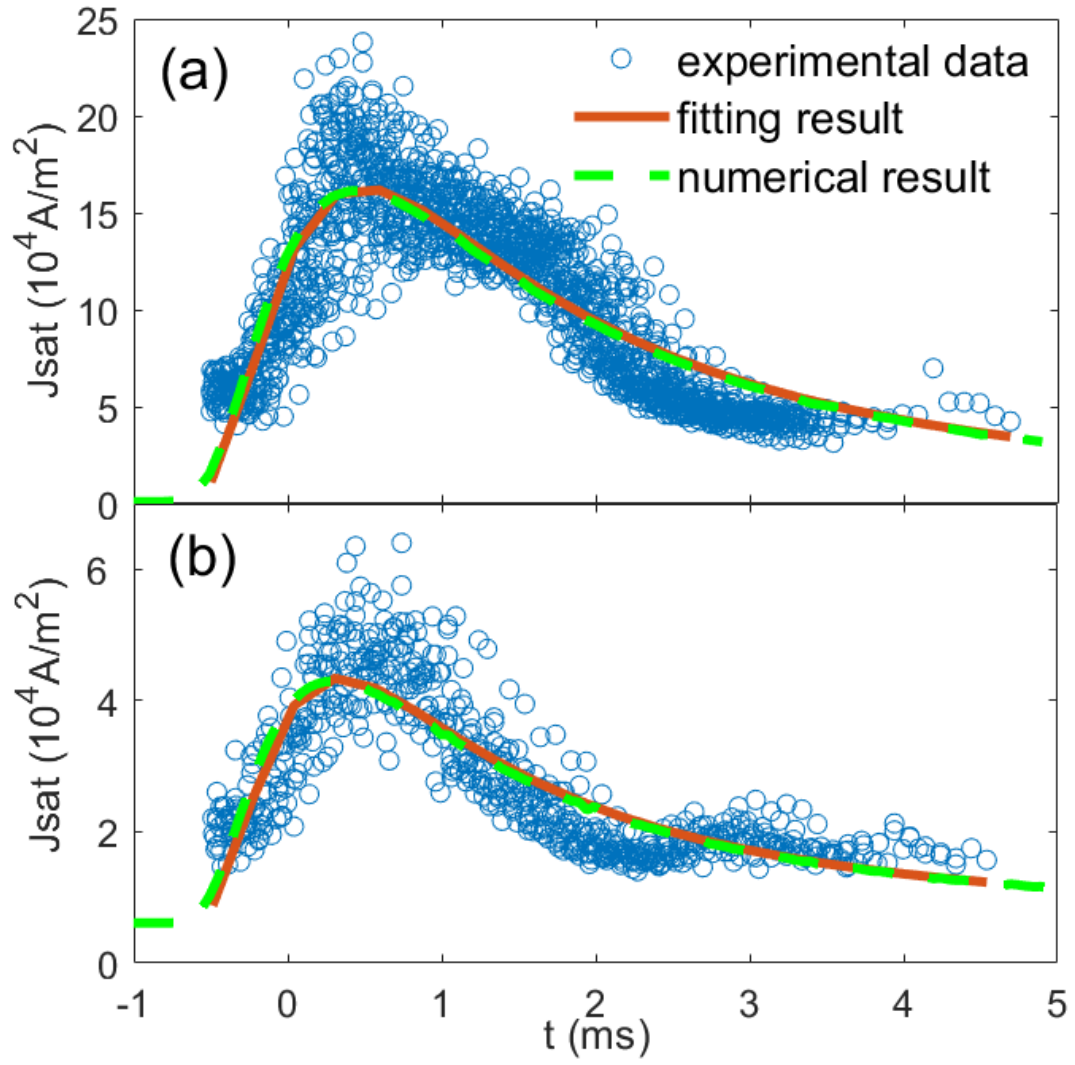 (a)
experimental data
fitting result
numerical result
25
20
15
10
5
0
Jsat (10⁴A/m²)
(b)
6
4
2
0
Jsat (10⁴A/m²)
-1 0 1 2 3 4 5
t (ms)